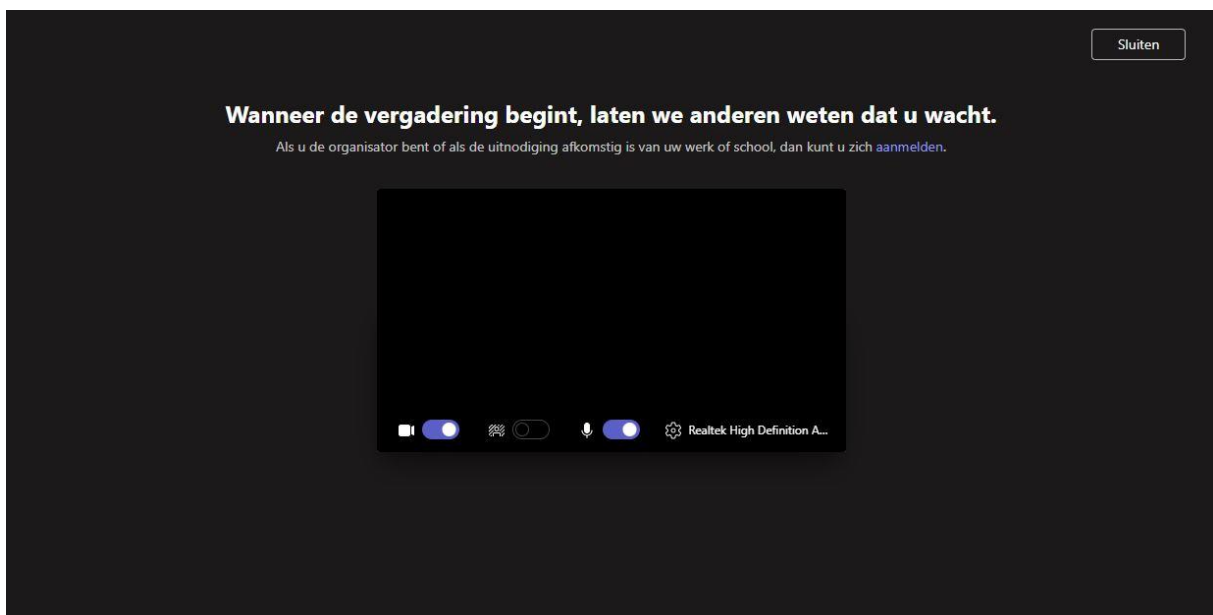 Sluiten
Wanneer de vergadering begint, laten we anderen weten dat u wacht.
Als u de organisator bent of als de uitnodiging afkomstig is van uw werk of school, dan kunt u zich aanmelden.
Realtek High Definition A...